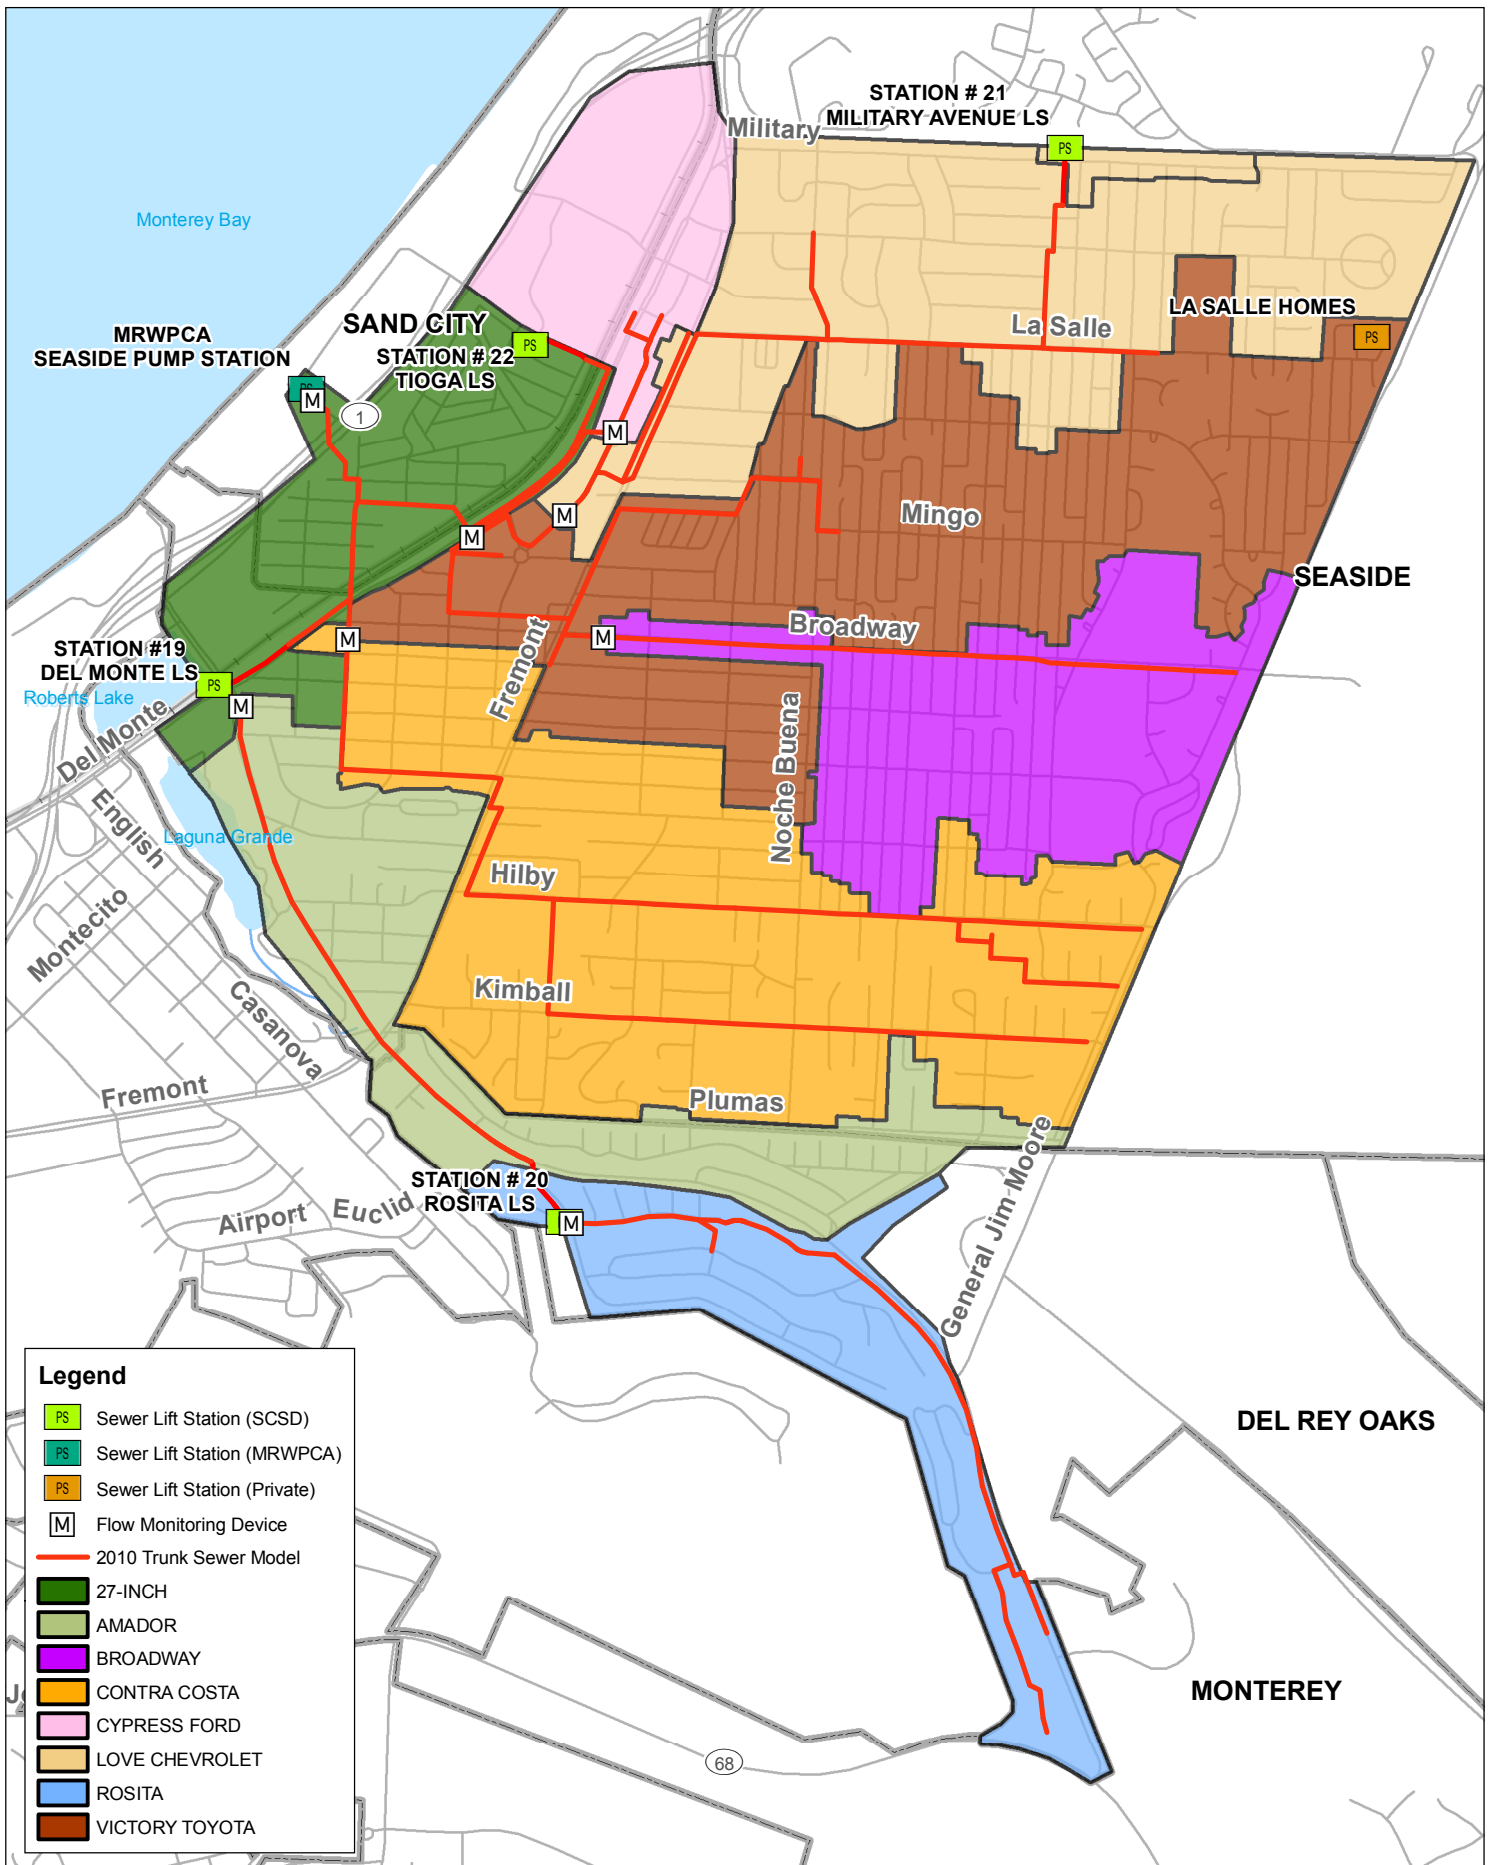 STATION # 21
MILITARY AVENUE LS
Military
PS
Monterey Bay
LA SALLE HOMES
La Salle
PS
SAND CITY
PS
STATION # 22
TIOGA LS
MRWPCA
SEASIDE PUMP STATION
PS
M
1
M
M
M
Mingo
SEASIDE
Broadway
M
M
Fremont
STATION #19
DEL MONTE LS
PS
M
Roberts Lake
Del Monte
Noche Buena
English
Laguna Grande
Hilby
Montecito
Kimball
Casanova
Fremont
Plumas
General Jim Moore
STATION # 20
ROSITA LS
M
Airport
Euclid
DEL REY OAKS
MONTEREY
68
Legend
PS Sewer Lift Station (SCSD)
PS Sewer Lift Station (MRWPCA)
PS Sewer Lift Station (Private)
M Flow Monitoring Device
2010 Trunk Sewer Model
27-INCH
AMADOR
BROADWAY
CONTRA COSTA
CYPRESS FORD
LOVE CHEVROLET
ROSITA
VICTORY TOYOTA